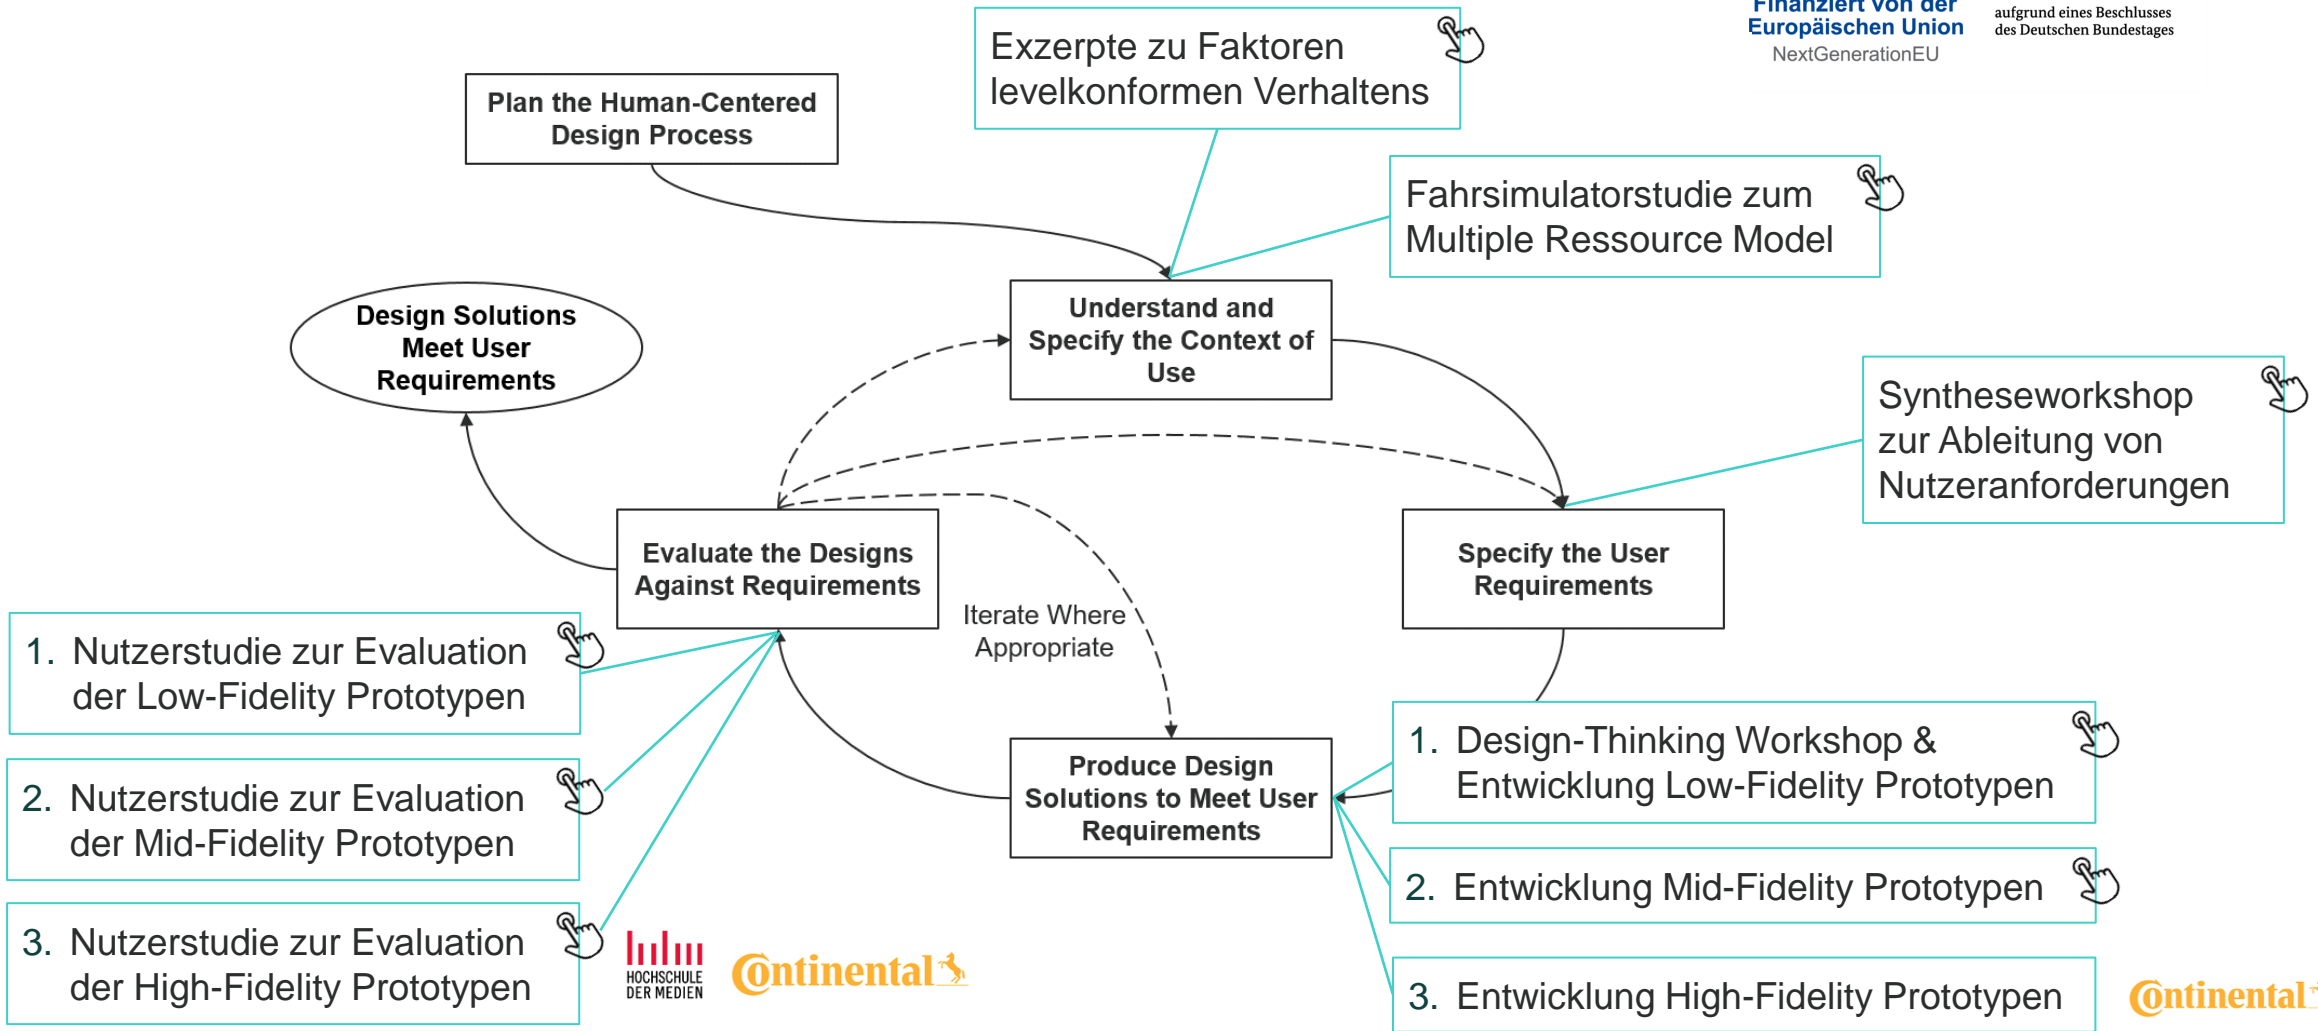 Finanziert von der
Europäischen Union
NextGenerationEU
aufgrund eines Beschlusses
des Deutschen Bundestages
Exzerpte zu Faktoren
levelkonformen Verhaltens
Plan the Human-Centered
Design Process
Fahrsimulatorstudie zum
Multiple Ressource Model
Understand and
Specify the Context of
Use
Design Solutions
Meet User
Requirements
Syntheseworkshop
zur Ableitung von
Nutzeranforderungen
Evaluate the Designs
Against Requirements
Specify the User
Requirements
Iterate Where
Appropriate
1. Nutzerstudie zur Evaluation
der Low-Fidelity Prototypen
2. Nutzerstudie zur Evaluation
der Mid-Fidelity Prototypen
3. Nutzerstudie zur Evaluation
der High-Fidelity Prototypen
Produce Design
Solutions to Meet User
Requirements
1. Design-Thinking Workshop &
Entwicklung Low-Fidelity Prototypen
2. Entwicklung Mid-Fidelity Prototypen
3. Entwicklung High-Fidelity Prototypen
HOCHSCHULE
DER MEDIEN
Continental
Continental